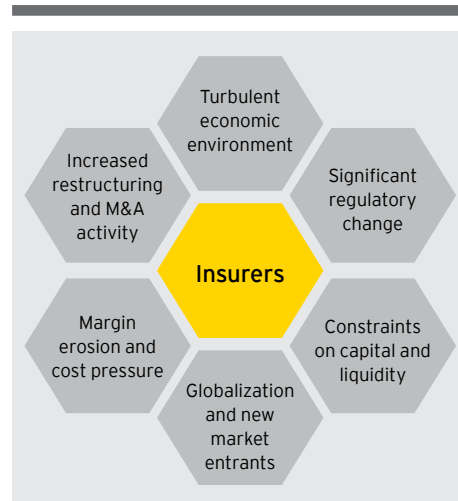 Turbulent
economic
environment
Increased
restructuring
and M&A
activity
Significant
regulatory
change
Insurers
Margin
erosion and
cost pressure
Constraints
on capital and
liquidity
Globalization
and new
market
entrants